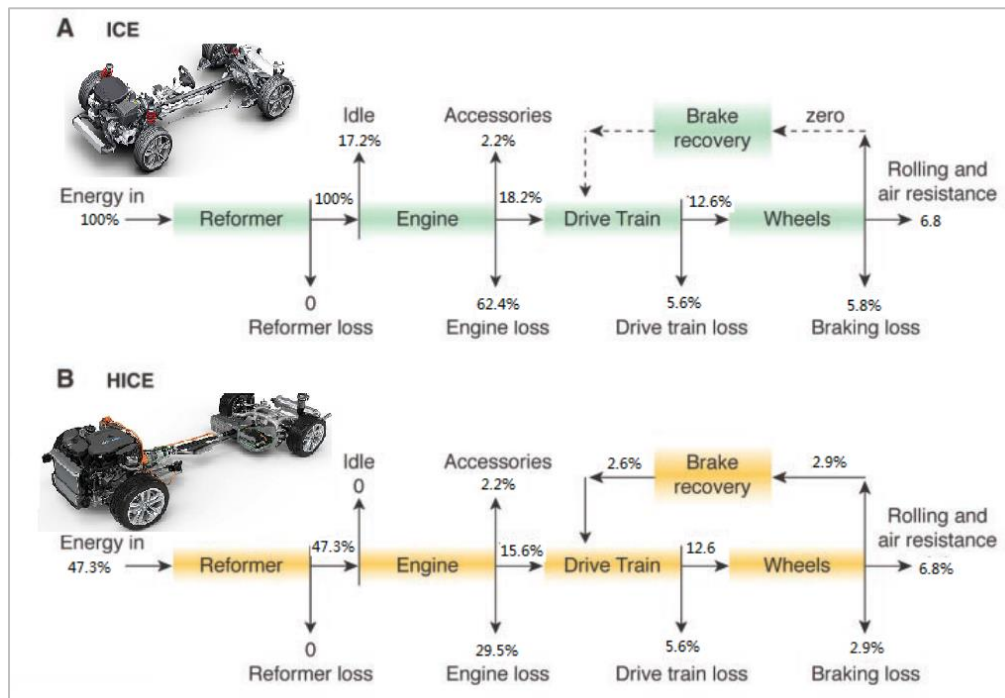 A ICE
Idle
17.2%
Accessories
2.2%
Brake
recovery
zero
Rolling and
air resistance
6.8
Energy in
100%
Reformer
100%
Engine
18.2%
Drive Train
12.6%
Wheels
0
Reformer loss
62.4%
Engine loss
5.6%
Drive train loss
5.8%
Braking loss
B HICE
Idle
0
Accessories
2.2%
2.6%
Brake
recovery
2.9%
Rolling and
air resistance
6.8%
Energy in
47.3%
Reformer
47.3%
Engine
15.6%
Drive Train
12.6
Wheels
0
Reformer loss
29.5%
Engine loss
5.6%
Drive train loss
2.9%
Braking loss